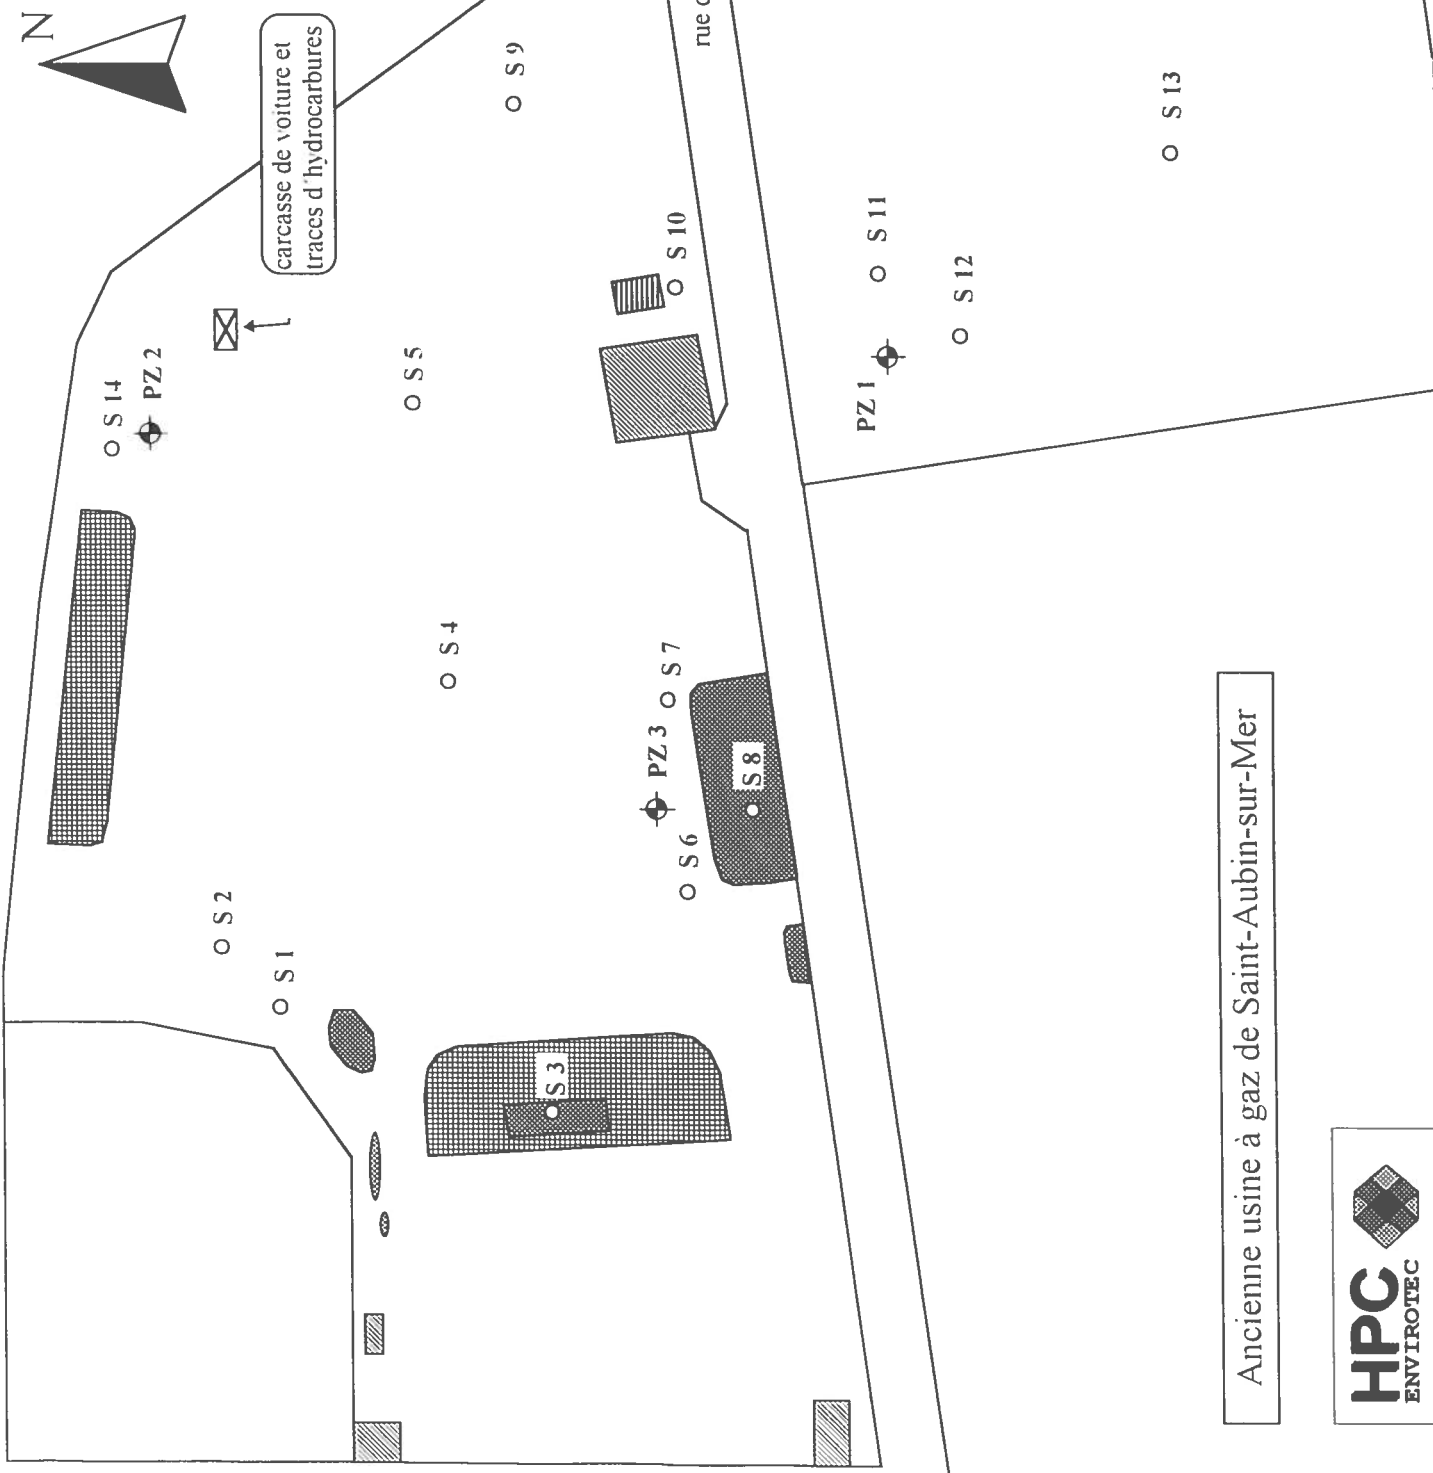 N
carcasse de voiture et
traces d'hydrocarbures
S 9
rue d
S 13
S 10
S 11
S 12
S 14
PZ 2
S 5
PZ 1
S 4
S 7
PZ 3
S 8
S 6
S 2
S 1
S 3
Ancienne usine à gaz de Saint-Aubin-sur-Mer
HPC
ENVIROTEC